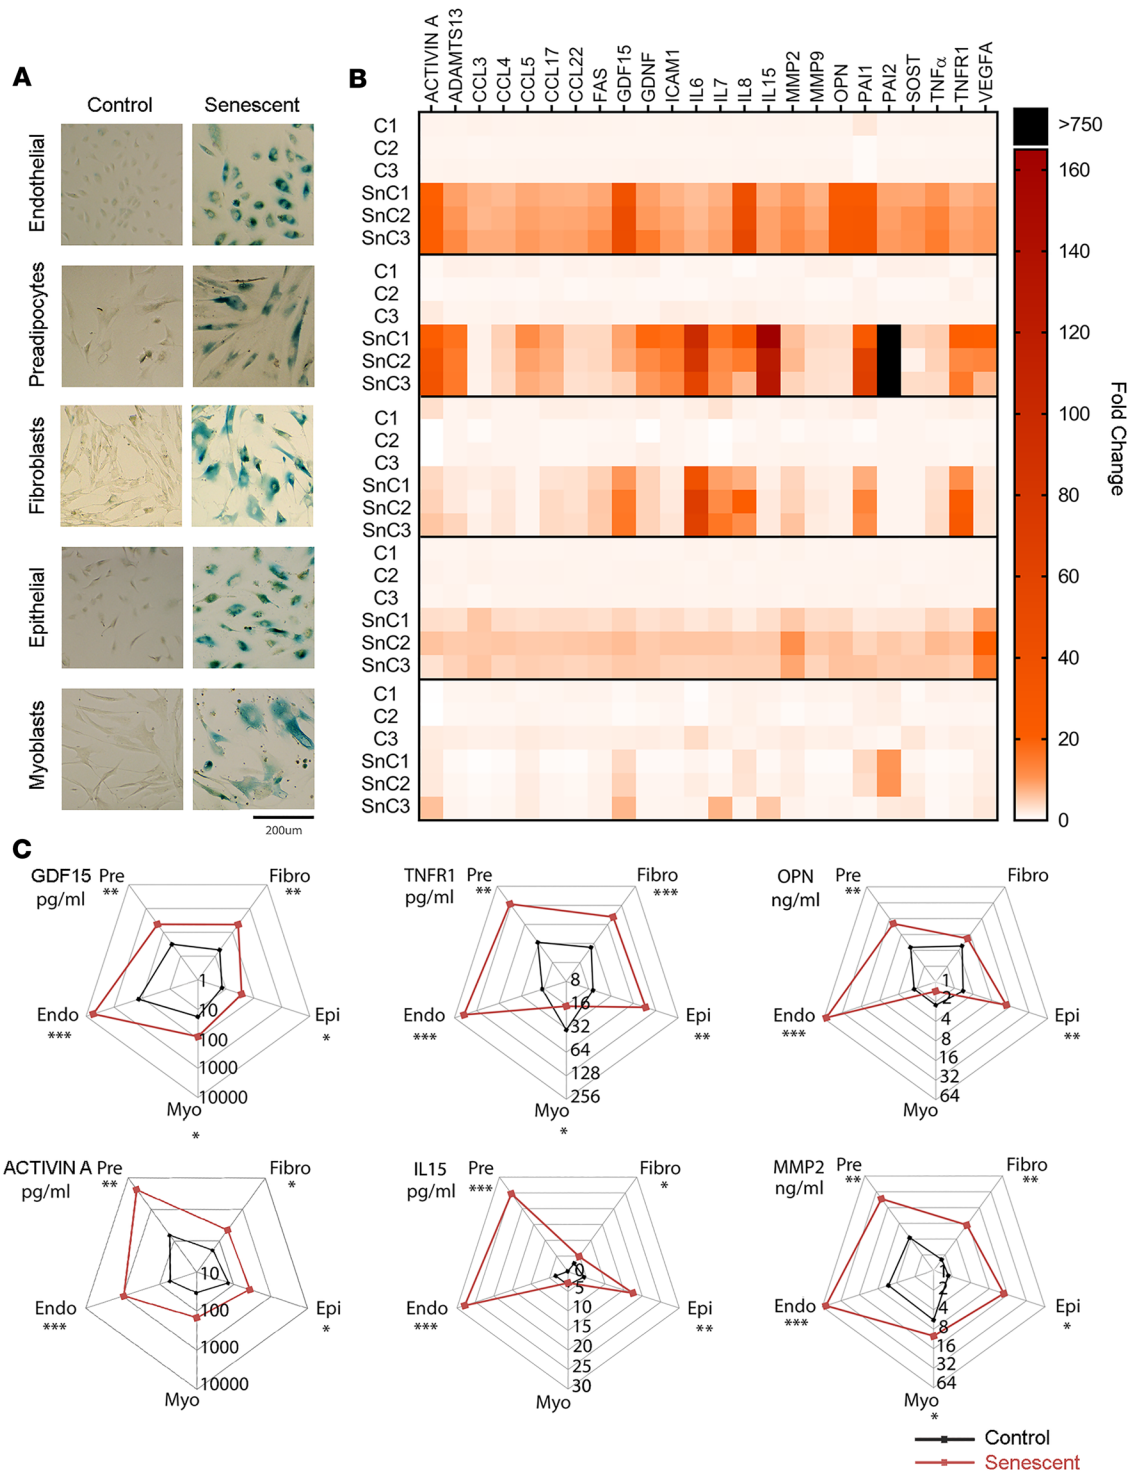 A
Control
Senescent
Endothelial
Preadipocytes
Fibroblasts
Epithelial
Myoblasts
200um
B
ACTIVIN A
ADAMTS13
CCL3
CCL4
CCL5
CCL17
CCL22
FAS
GDF15
GDNF
ICAM1
IL6
IL7
IL8
IL15
MMP2
MMP9
OPN
PAI1
PAI2
SOST
TNFα
TNFR1
VEGFA
C1
C2
C3
SnC1
SnC2
SnC3
C1
C2
C3
SnC1
SnC2
SnC3
C1
C2
C3
SnC1
SnC2
SnC3
C1
C2
C3
SnC1
SnC2
SnC3
C1
C2
C3
SnC1
SnC2
SnC3
>750
160
140
120
100
80
60
40
20
0
Fold Change
C
GDF15
pg/ml
Pre
**
Fibro
**
Endo
***
Epi
*
Myo
*
1
10
100
1000
10000
TNFR1
pg/ml
Pre
**
Fibro
***
Endo
***
Epi
**
Myo
*
8
16
32
64
128
256
OPN
ng/ml
Pre
**
Fibro
Endo
***
Epi
**
Myo
1
2
4
8
16
32
64
ACTIVIN A
pg/ml
Pre
**
Fibro
*
Endo
***
Epi
*
Myo
10
100
1000
10000
IL15
pg/ml
Pre
***
Fibro
*
Endo
***
Epi
**
Myo
0
5
10
15
20
25
30
MMP2
ng/ml
Pre
**
Fibro
**
Endo
***
Epi
*
Myo
*
1
2
4
8
16
32
64
Control
Senescent